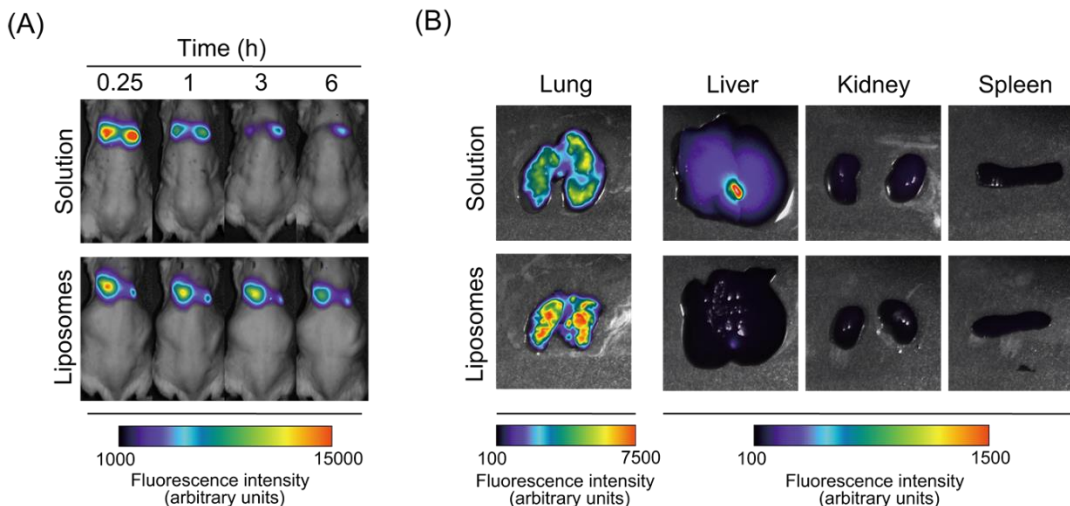 (A)
Time (h)
0.25 1 3 6
Solution
Liposomes
1000 15000
Fluorescence intensity
(arbitrary units)
(B)
Lung Liver Kidney Spleen
Solution
Liposomes
100 7500
Fluorescence intensity
(arbitrary units)
100 1500
Fluorescence intensity
(arbitrary units)